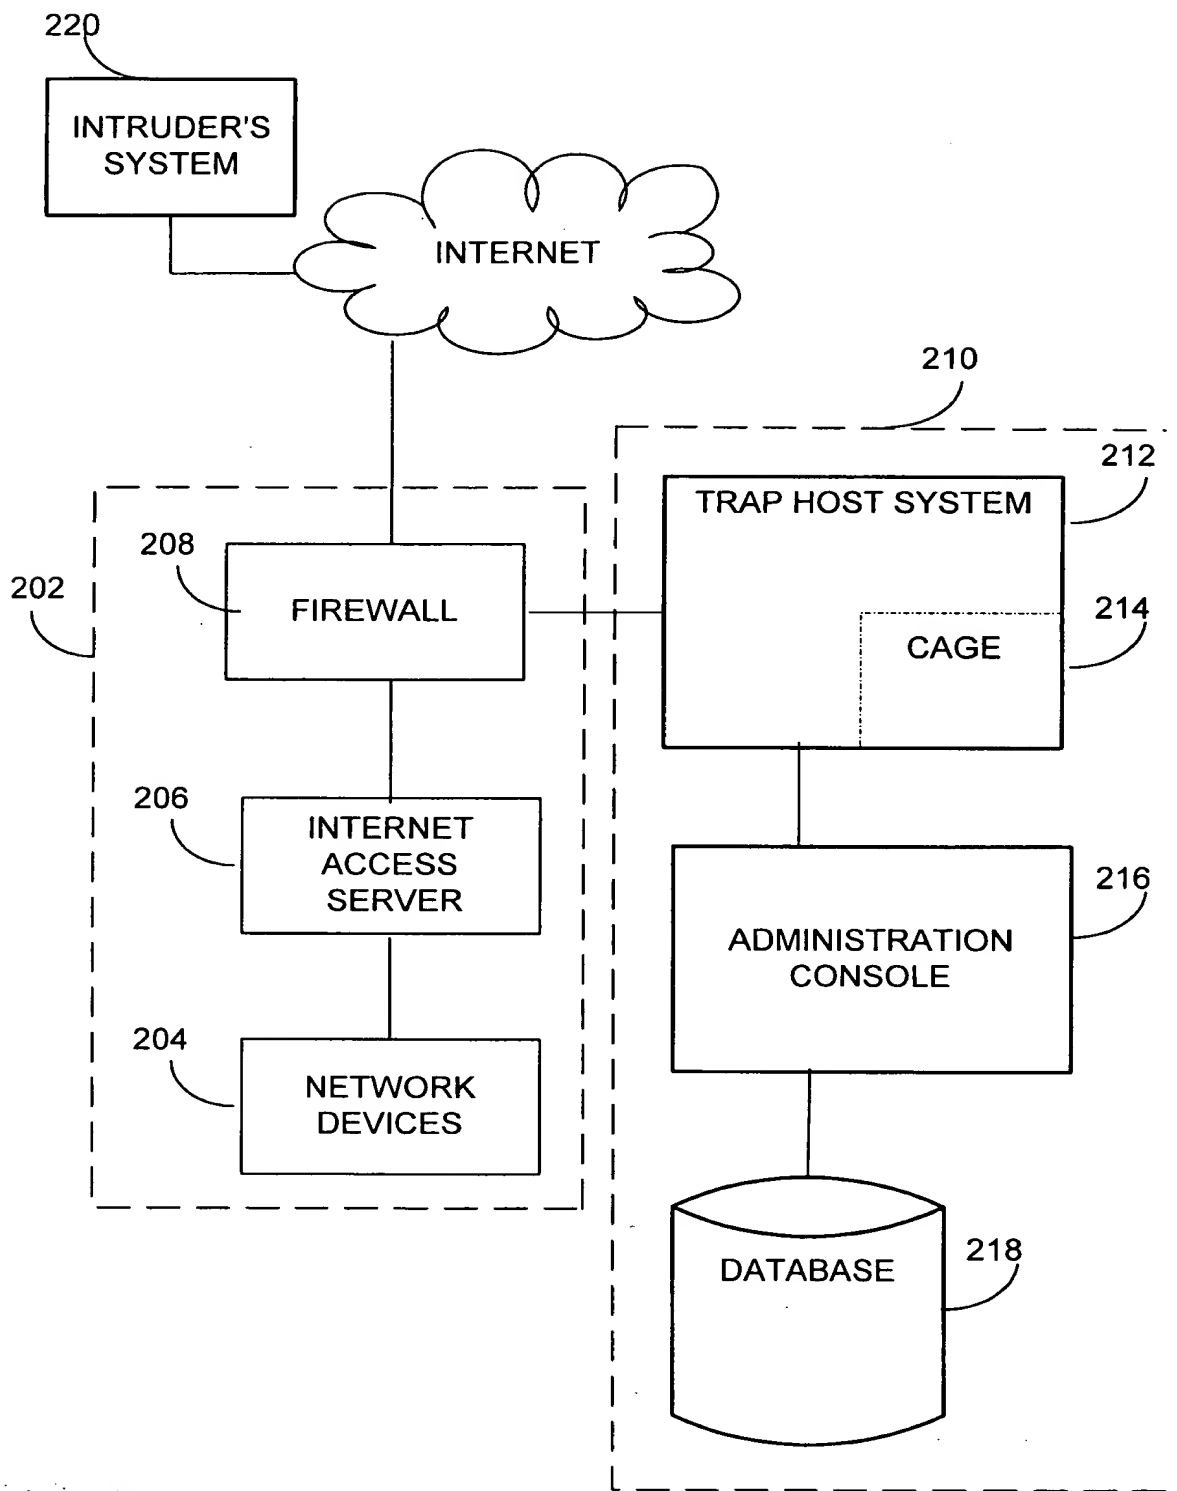 220
INTRUDER'S
SYSTEM
INTERNET
210
212
TRAP HOST SYSTEM
208
202
FIREWALL
214
CAGE
206
INTERNET
ACCESS
SERVER
216
ADMINISTRATION
CONSOLE
204
NETWORK
DEVICES
218
DATABASE